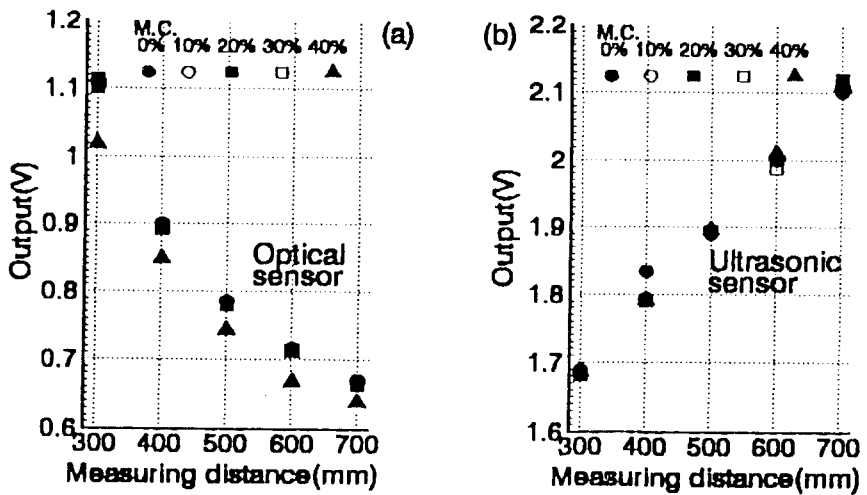 M.C.
0% 10% 20% 30% 40%
(a)
1.2
1.1
1
0.9
0.8
0.7
0.6
Output(V)
Optical
sensor
300 400 500 600 700
Measuring distance(mm)
(b)
M.C.
0% 10% 20% 30% 40%
2.2
2.1
2
1.9
1.8
1.7
1.6
Output(V)
Ultrasonic
sensor
300 400 500 600 700
Measuring distance(mm)